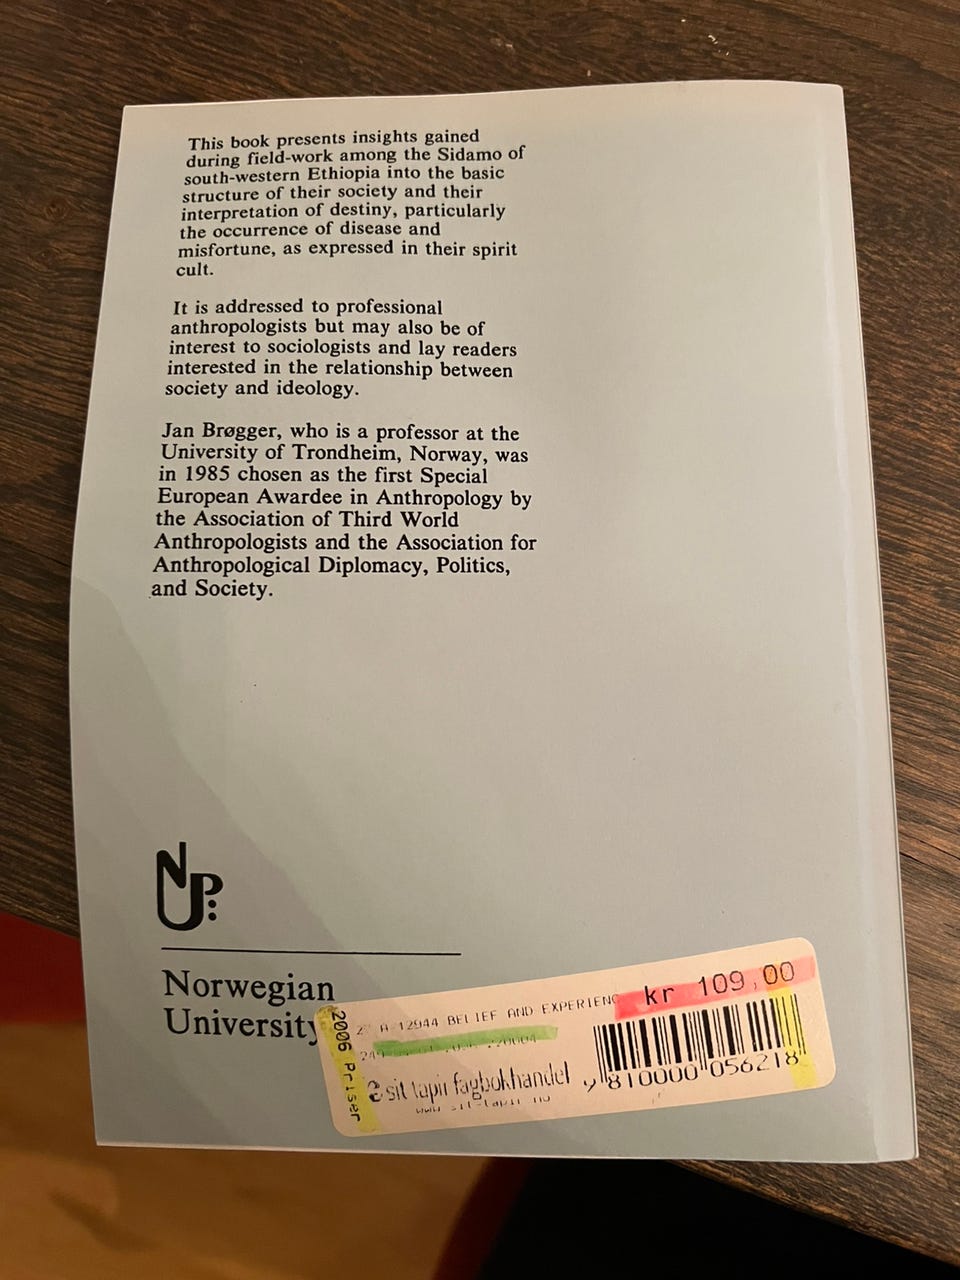 This book presents insights gained
during field-work among the Sidamo of
south-western Ethiopia into the basic
structure of their society and their
interpretation of destiny, particularly
the occurrence of disease and
misfortune, as expressed in their spirit
cult.
It is addressed to professional
anthropologists but may also be of
interest to sociologists and lay readers
interested in the relationship between
society and ideology.
Jan Brøgger, who is a professor at the
University of Trondheim, Norway, was
in 1985 chosen as the first Special
European Awardee in Anthropology by
the Association of Third World
Anthropologists and the Association for
Anthropological Diplomacy, Politics,
and Society.
NUP
Norwegian
University
2006 Priser
A 12944 BELIEF AND EXPERIENC
kr 109,00
sit tapir fagbokhandel
www.sit-tapir.no
9 810000 056218